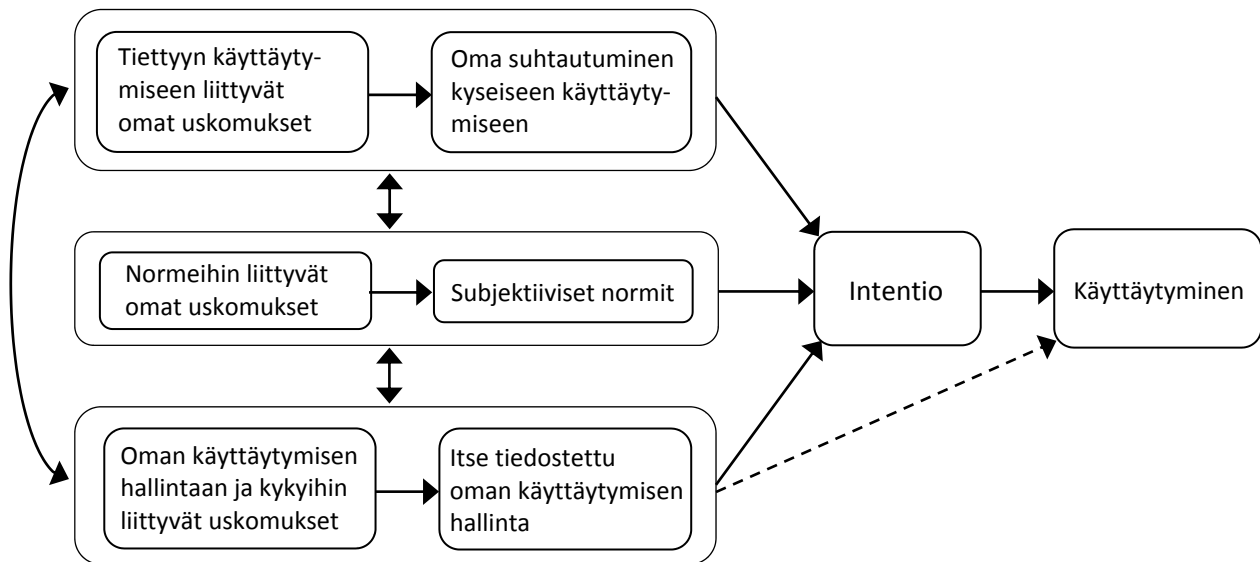 Tiettyyn käyttäyty-
miseen liittyvät
omat uskomukset
Oma suhtautuminen
kyseiseen käyttäyty-
miseen
Normeihin liittyvät
omat uskomukset
Subjektiiviset normit
Intentio
Käyttäytyminen
Oman käyttäytymisen
hallintaan ja kykyihin
liittyvät uskomukset
Itse tiedostettu
oman käyttäytymisen
hallinta